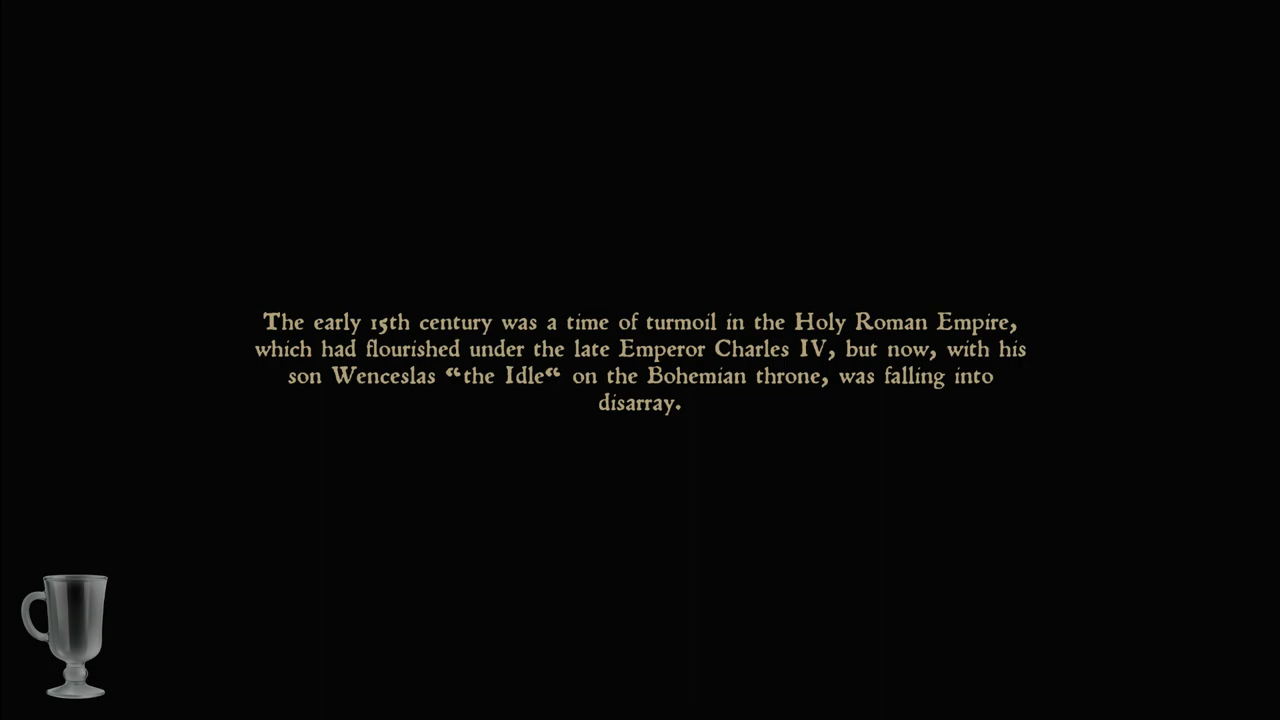 The early 15th century was a time of turmoil in the Holy Roman Empire,
which had flourished under the late Emperor Charles IV, but now, with his
son Wenceslas “the Idle“ on the Bohemian throne, was falling into
disarray.